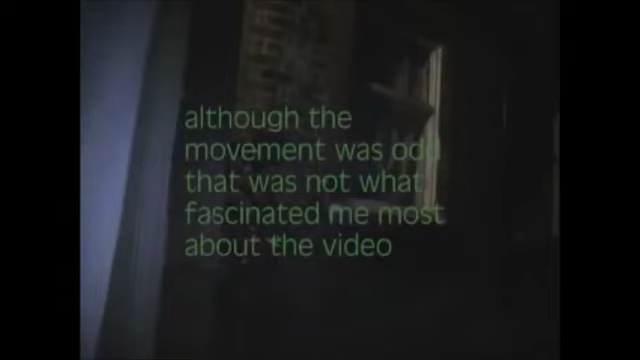 although the
movement was odd
that was not what
fascinated me most
about the video